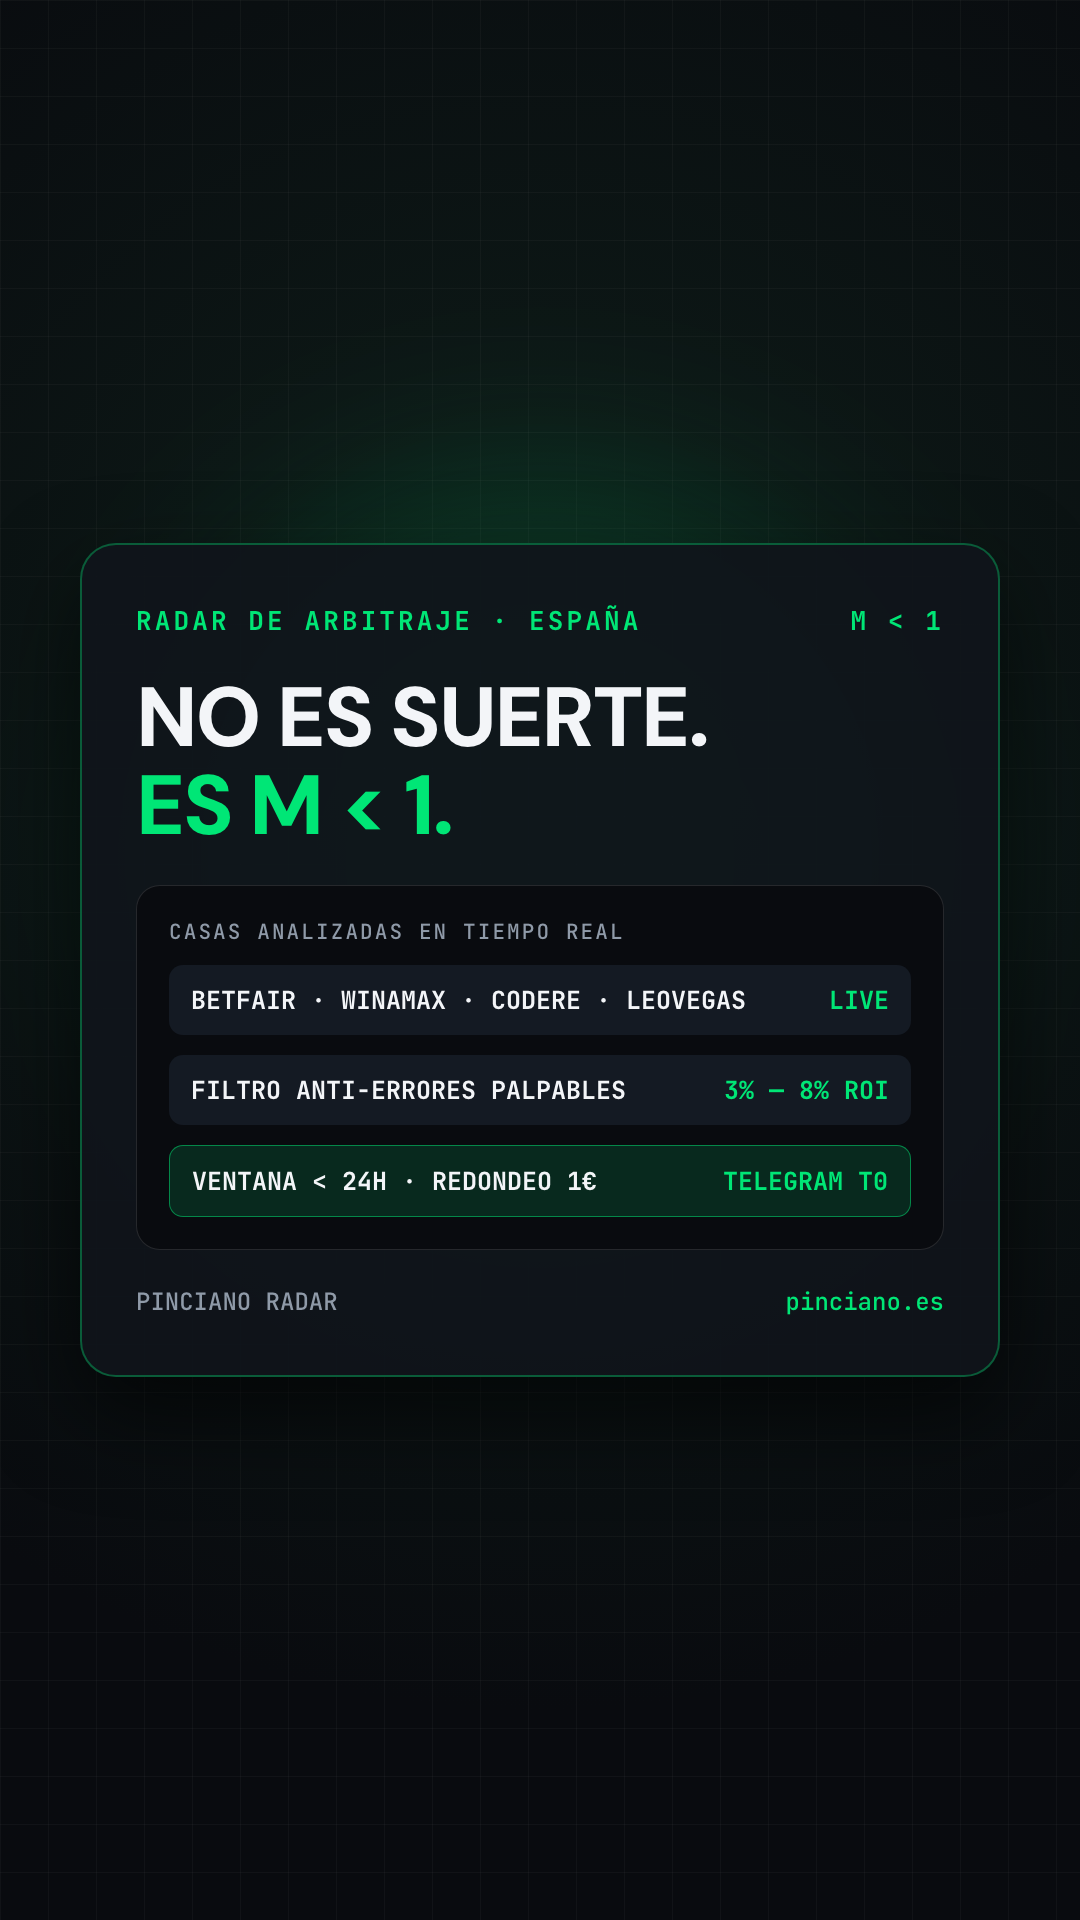 RADAR DE ARBITRAJE · ESPAÑA M < 1
NO ES SUERTE.
ES M < 1.
CASAS ANALIZADAS EN TIEMPO REAL
BETFAIR · WINAMAX · CODERE · LEOVEGAS LIVE
FILTRO ANTI-ERRORES PALPABLES 3% — 8% ROI
VENTANA < 24H · REDONDEO 1€ TELEGRAM T0
PINCIANO RADAR pinciano.es